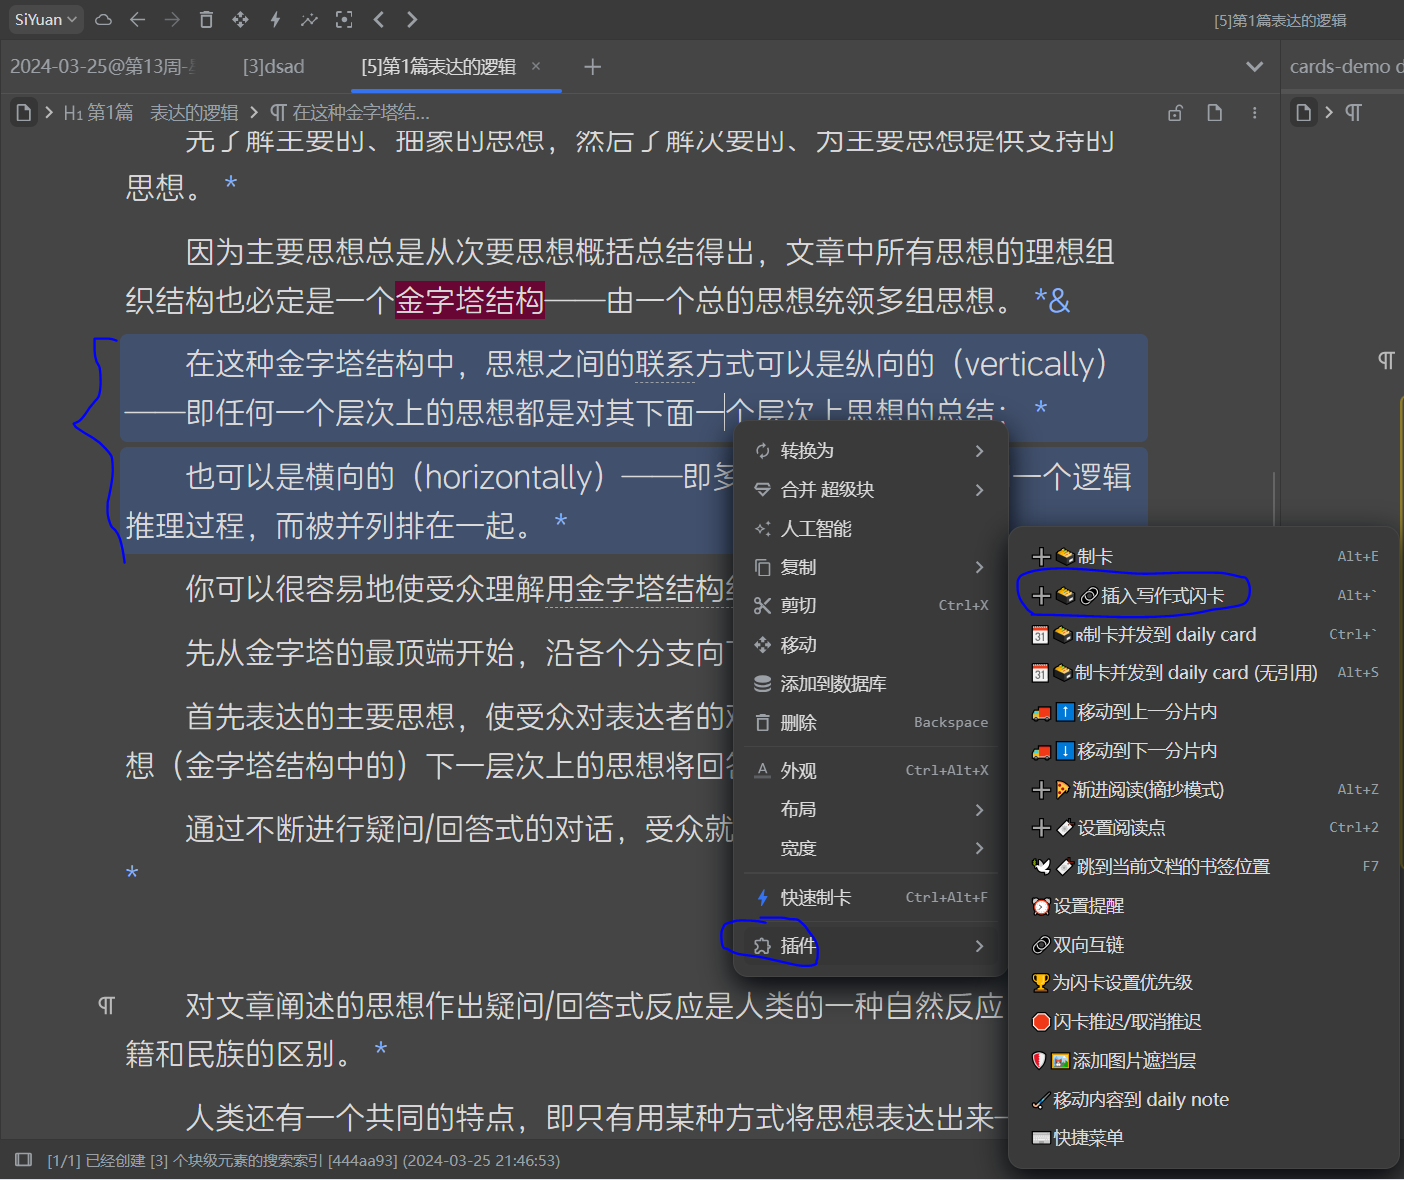 SiYuan
[5]第1篇表达的逻辑
2024-03-25@第13周-
[3]dsad
[5]第1篇表达的逻辑
cards-demo d
H1 第1篇 表达的逻辑
在这种金字塔结...
先了解主要的、抽象的思想，然后了解次要的、为主要思想提供支持的
思想。 *
因为主要思想总是从次要思想概括总结得出，文章中所有思想的理想组
织结构也必定是一个金字塔结构——由一个总的思想统领多组思想。 *&
在这种金字塔结构中，思想之间的联系方式可以是纵向的（vertically）
——即任何一个层次上的思想都是对其下面一个层次上思想的总结； *
也可以是横向的（horizontally）——即多
一个逻辑
推理过程，而被并列排在一起。 *
你可以很容易地使受众理解用金字塔结构
先从金字塔的最顶端开始，沿各个分支向下
首先表达的主要思想，使受众对表达者的
想（金字塔结构中的）下一层次上的思想将回答
通过不断进行疑问/回答式的对话，受众就
*
对文章阐述的思想作出疑问/回答式反应是人类的一种自然反应
籍和民族的区别。 *
人类还有一个共同的特点，即只有用某种方式将思想表达出来—
转换为
合并 超级块
人工智能
复制
剪切 Ctrl+X
移动
添加到数据库
删除 Backspace
外观 Ctrl+Alt+X
布局
宽度
快速制卡 Ctrl+Alt+F
插件
制卡 Alt+E
插入写作式闪卡 Alt+`
R制卡并发到 daily card Ctrl+`
制卡并发到 daily card (无引用) Alt+S
移动到上一分片内
移动到下一分片内
渐进阅读(摘抄模式) Alt+Z
设置阅读点 Ctrl+2
跳到当前文档的书签位置 F7
设置提醒
双向互链
为闪卡设置优先级
闪卡推迟/取消推迟
添加图片遮挡层
移动内容到 daily note
快捷菜单
[1/1] 已经创建 [3] 个块级元素的搜索索引 [444aa93] (2024-03-25 21:46:53)